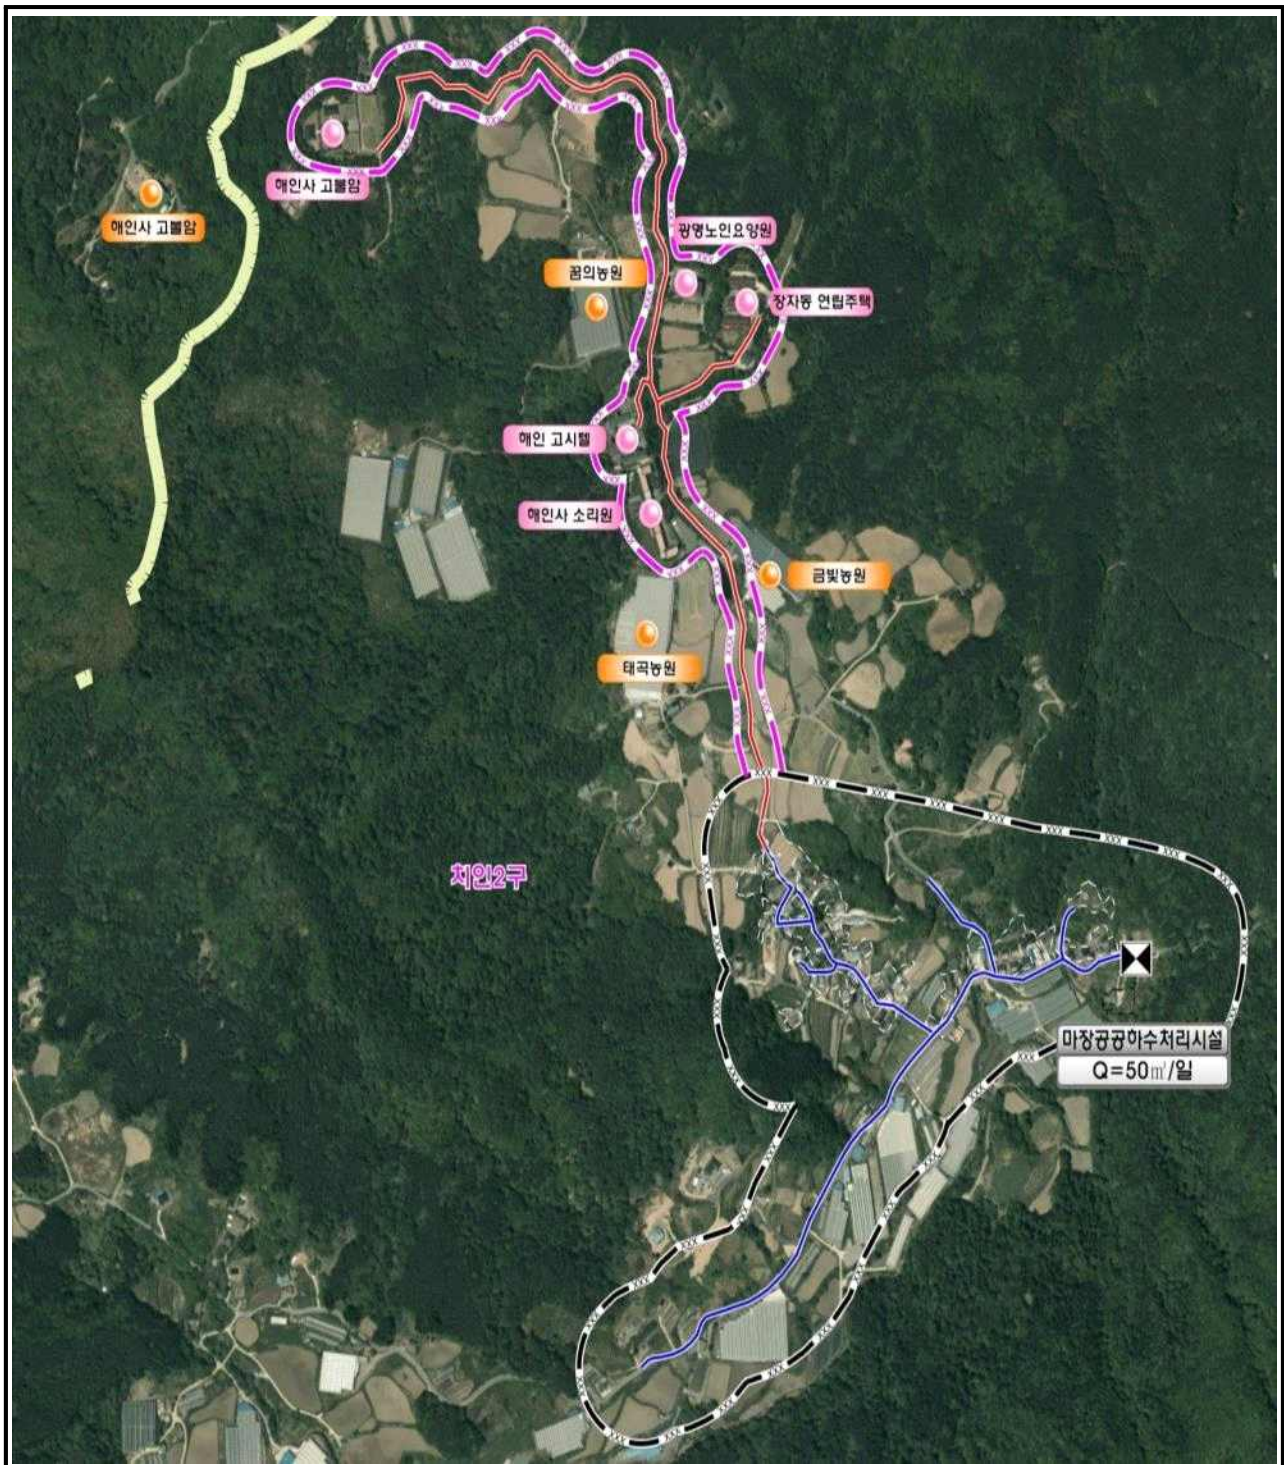 해인사 고불암
해인사 고불암
광명노인요양원
꿈의농원
장자동 연립주택
해인 고시텔
해인사 소리원
금빛농원
태곡농원
치인2구
마장공공하수처리시설
Q=50㎥/일